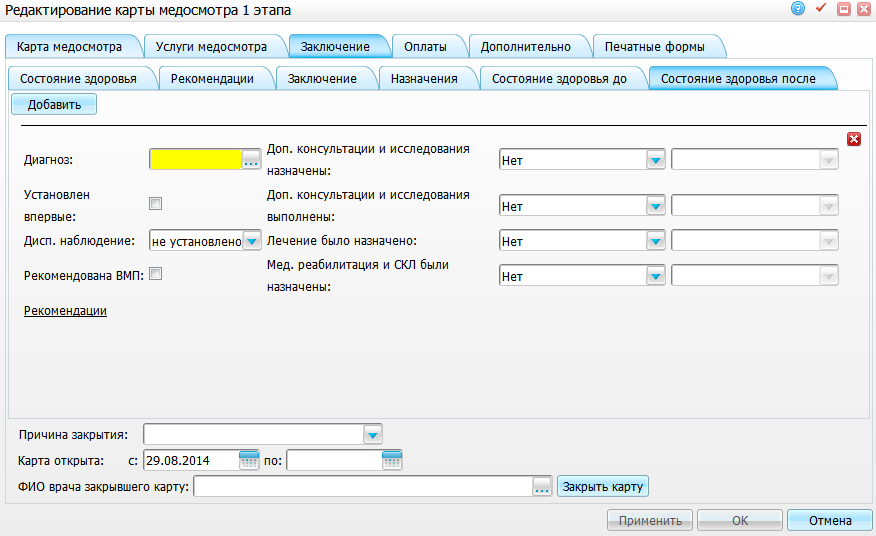 Редактирование карты медосмотра 1 этапа
Карта медосмотра Услуги медосмотра Заключение Оплаты Дополнительно Печатные формы
Состояние здоровья Рекомендации Заключение Назначения Состояние здоровья до Состояние здоровья после
Добавить
Диагноз: ... Доп. консультации и исследования назначены: Нет
Установлен впервые: Доп. консультации и исследования выполнены: Нет
Дисп. наблюдение: не установлено Лечение было назначено: Нет
Рекомендована ВМП: Мед. реабилитация и СКЛ были назначены: Нет
Рекомендации
Причина закрытия:
Карта открыта: с: 29.08.2014 по:
ФИО врача закрывшего карту: ... Закрыть карту
Применить OK Отмена